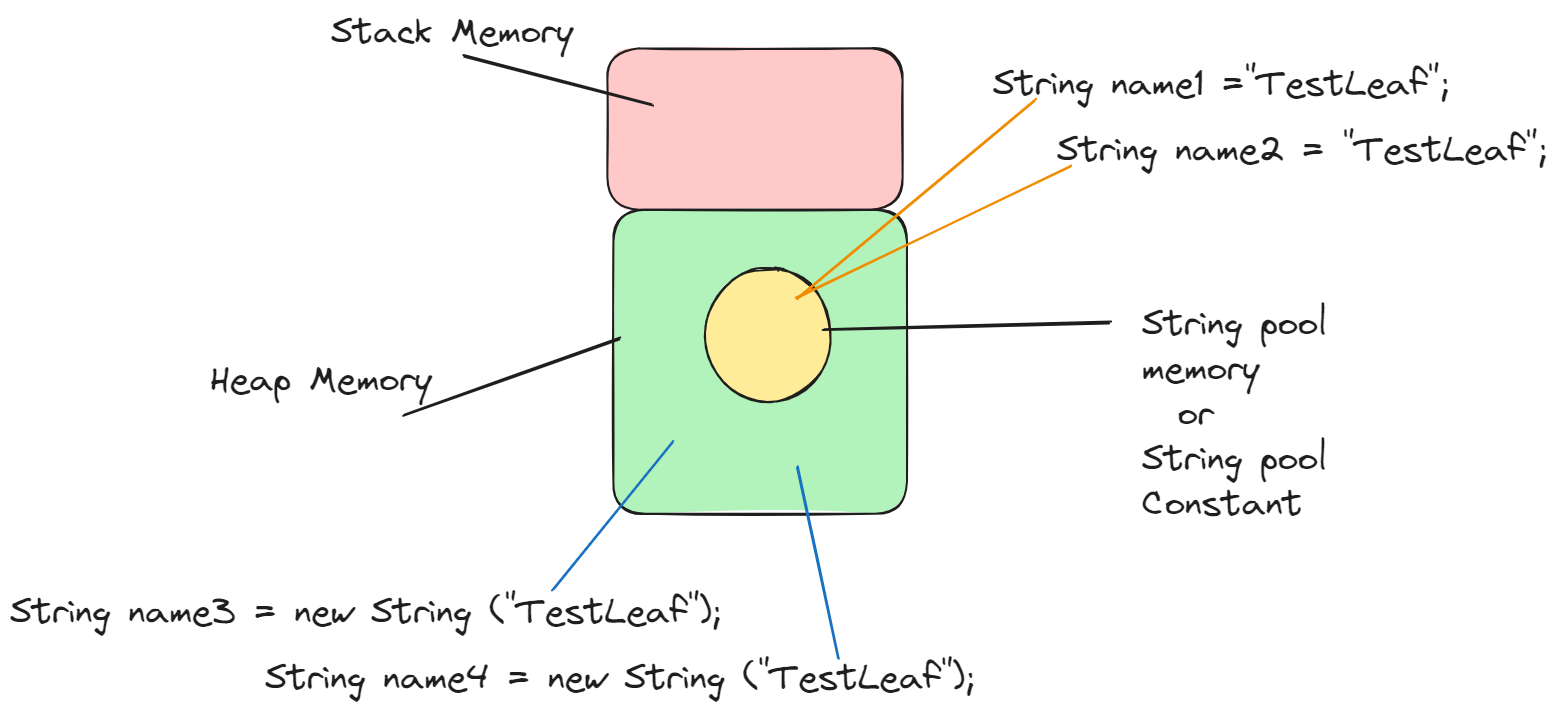 Stack Memory
String name1 ="TestLeaf";
String name2 = "TestLeaf";
String pool
memory
or
String pool
Constant
Heap Memory
String name3 = new String ("TestLeaf");
String name4 = new String ("TestLeaf");